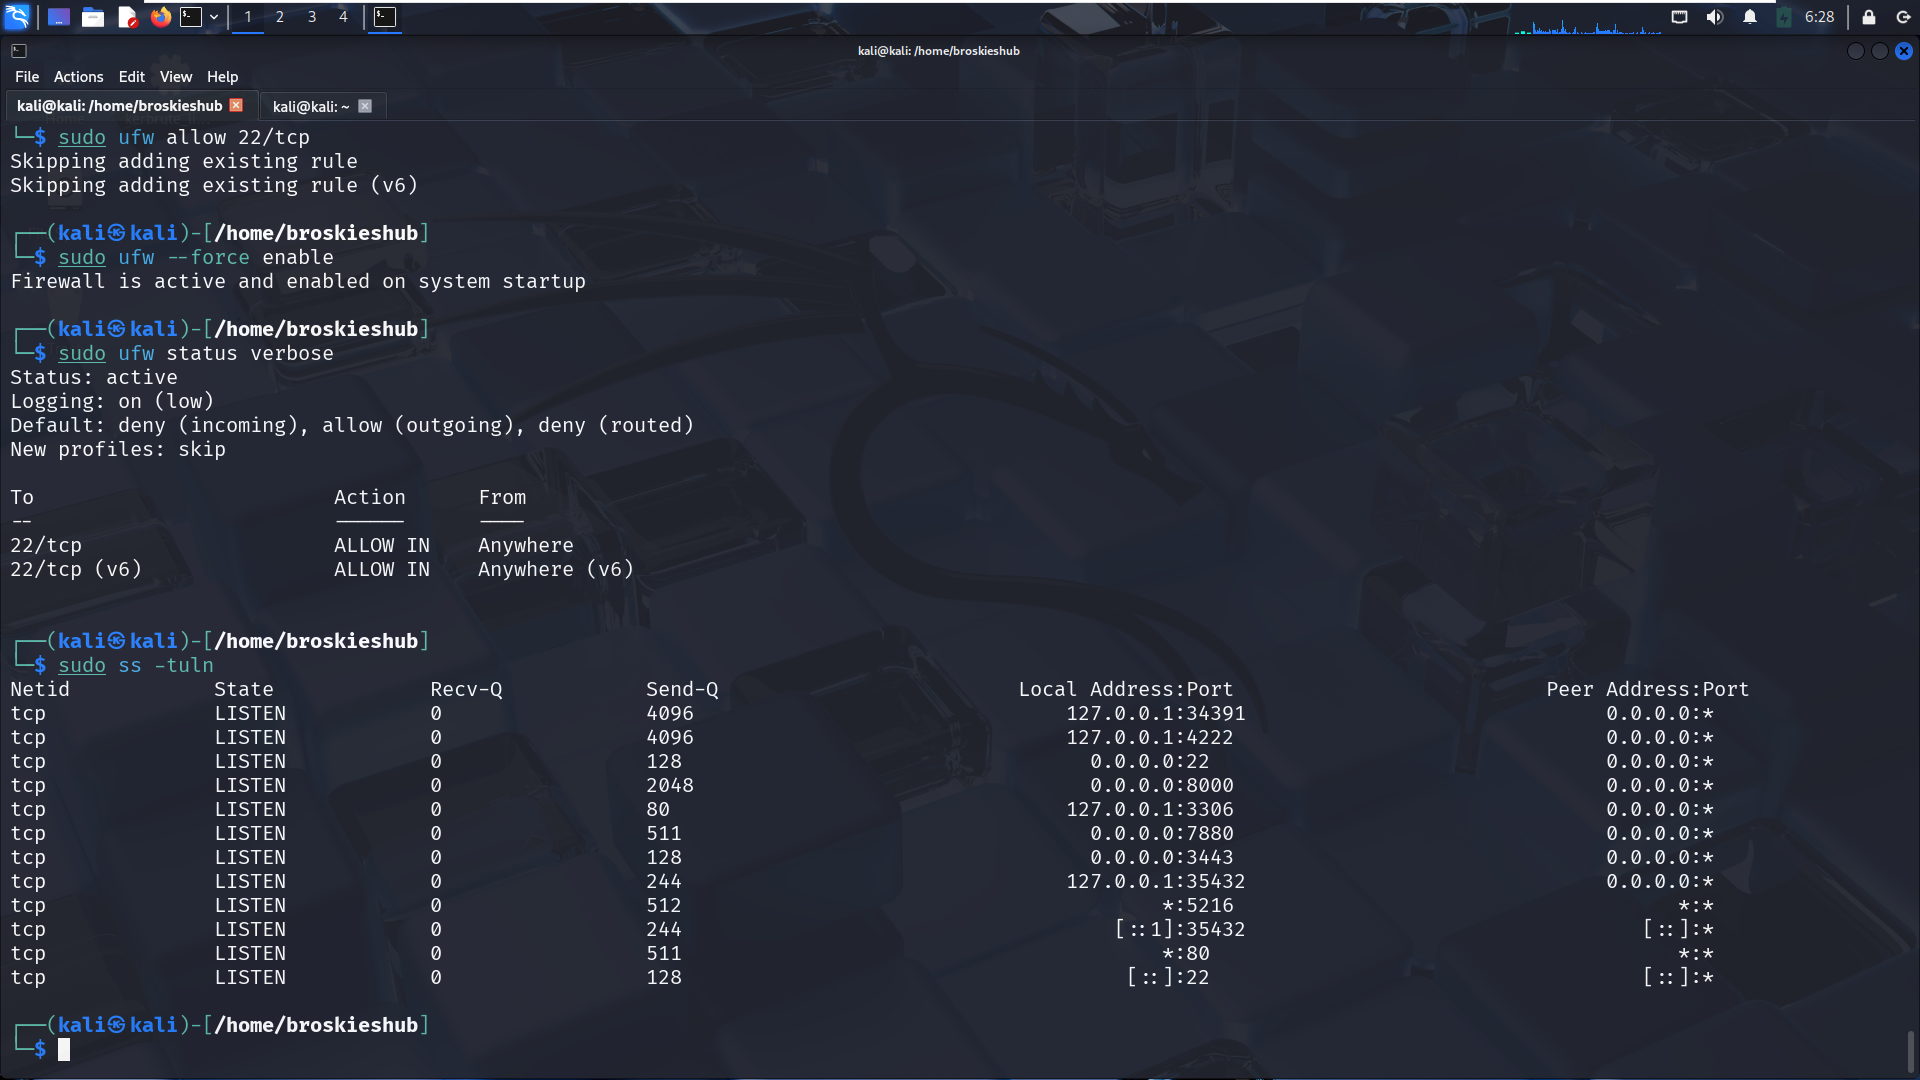 1 2 3 4 6:28
kali@kali: /home/broskieshub
File Actions Edit View Help
kali@kali: /home/broskieshub kali@kali: ~
└─$ sudo ufw allow 22/tcp
Skipping adding existing rule
Skipping adding existing rule (v6)
┌──(kali㉿kali)-[/home/broskieshub]
└─$ sudo ufw --force enable
Firewall is active and enabled on system startup
┌──(kali㉿kali)-[/home/broskieshub]
└─$ sudo ufw status verbose
Status: active
Logging: on (low)
Default: deny (incoming), allow (outgoing), deny (routed)
New profiles: skip
To Action From
-- ------ ----
22/tcp ALLOW IN Anywhere
22/tcp (v6) ALLOW IN Anywhere (v6)
┌──(kali㉿kali)-[/home/broskieshub]
└─$ sudo ss -tuln
Netid State Recv-Q Send-Q Local Address:Port Peer Address:Port
tcp LISTEN 0 4096 127.0.0.1:34391 0.0.0.0:*
tcp LISTEN 0 4096 127.0.0.1:4222 0.0.0.0:*
tcp LISTEN 0 128 0.0.0.0:22 0.0.0.0:*
tcp LISTEN 0 2048 0.0.0.0:8000 0.0.0.0:*
tcp LISTEN 0 80 127.0.0.1:3306 0.0.0.0:*
tcp LISTEN 0 511 0.0.0.0:7880 0.0.0.0:*
tcp LISTEN 0 128 0.0.0.0:3443 0.0.0.0:*
tcp LISTEN 0 244 127.0.0.1:35432 0.0.0.0:*
tcp LISTEN 0 512 *:5216 *:*
tcp LISTEN 0 244 [::1]:35432 [::]:*
tcp LISTEN 0 511 *:80 *:*
tcp LISTEN 0 128 [::]:22 [::]:*
┌──(kali㉿kali)-[/home/broskieshub]
└─$